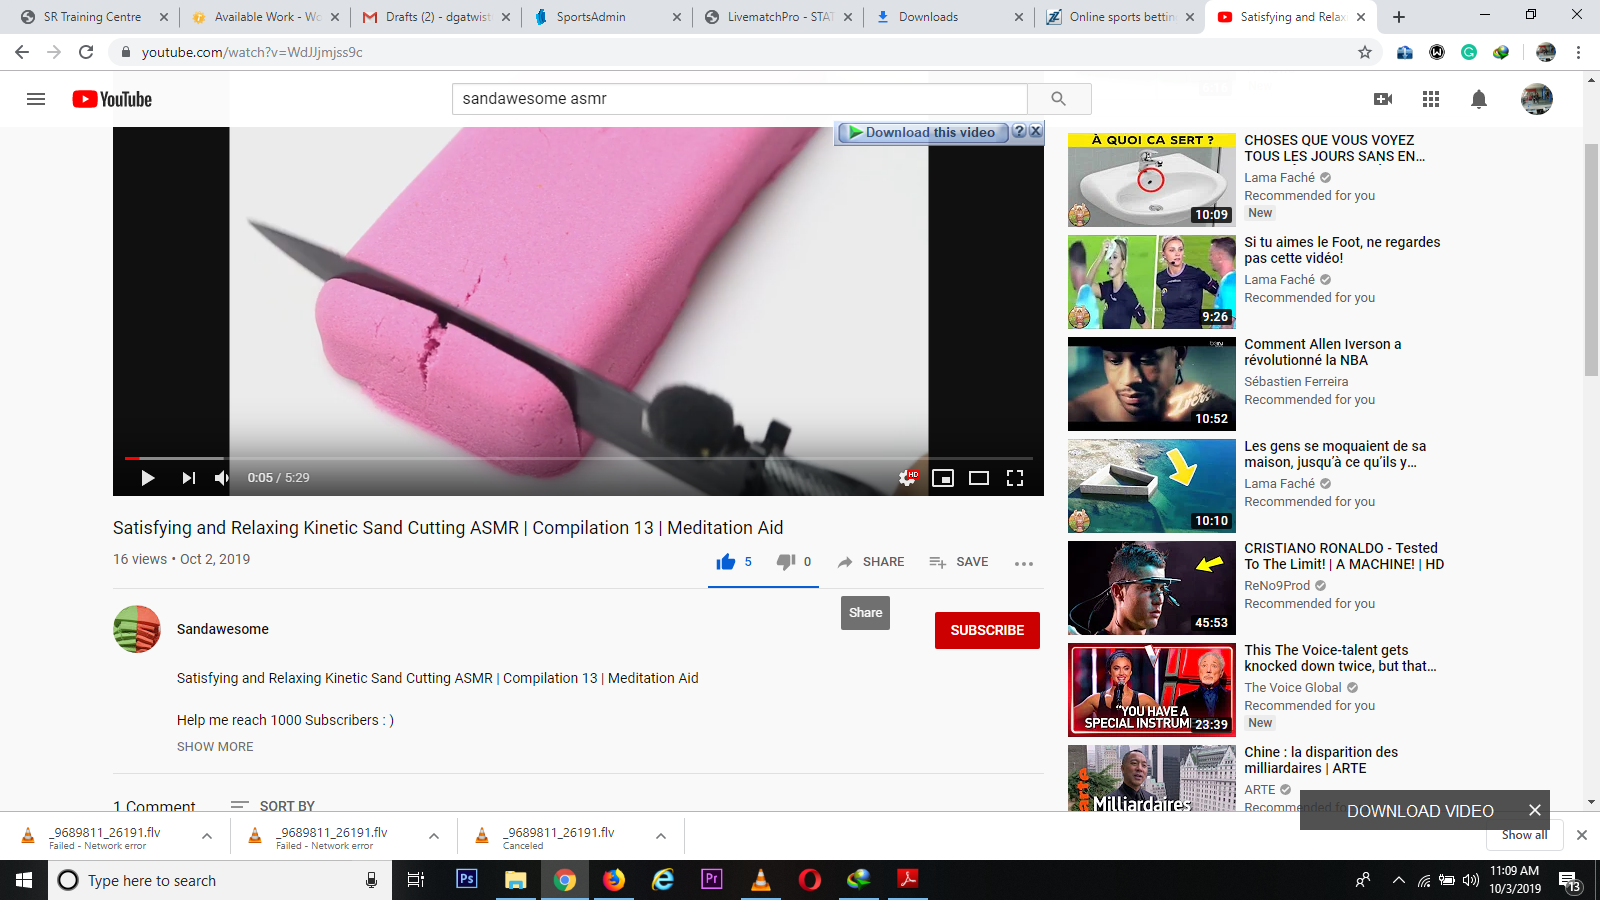 SR Training Centre
Available Work - Wo
Drafts (2) - dgatwist
SportsAdmin
LivematchPro - STAT
Downloads
Online sports bettin
Satisfying and Relax
youtube.com/watch?v=WdJJjmjss9c
YouTube
sandawesome asmr
Download this video
0:05 / 5:29
HD
Satisfying and Relaxing Kinetic Sand Cutting ASMR | Compilation 13 | Meditation Aid
16 views • Oct 2, 2019
5
0
SHARE
SAVE
Share
Sandawesome
SUBSCRIBE
Satisfying and Relaxing Kinetic Sand Cutting ASMR | Compilation 13 | Meditation Aid
Help me reach 1000 Subscribers : )
SHOW MORE
1 Comment
SORT BY
À QUOI CA SERT ?
10:09
CHOSES QUE VOUS VOYEZ
TOUS LES JOURS SANS EN...
Lama Faché
Recommended for you
New
9:26
Si tu aimes le Foot, ne regardes
pas cette vidéo!
Lama Faché
Recommended for you
10:52
Comment Allen Iverson a
révolutionné la NBA
Sébastien Ferreira
Recommended for you
10:10
Les gens se moquaient de sa
maison, jusqu'à ce qu'ils y...
Lama Faché
Recommended for you
45:53
CRISTIANO RONALDO - Tested
To The Limit! | A MACHINE! | HD
ReNo9Prod
Recommended for you
"YOU HAVE A
SPECIAL INSTRUM
23:39
This The Voice-talent gets
knocked down twice, but that...
The Voice Global
Recommended for you
New
arte
Milliardaires
Chine : la disparition des
milliardaires | ARTE
ARTE
Recomme
DOWNLOAD VIDEO
_9689811_26191.flv
Failed - Network error
_9689811_26191.flv
Failed - Network error
_9689811_26191.flv
Canceled
Show all
Type here to search
Ps
Pr
11:09 AM
10/3/2019
13